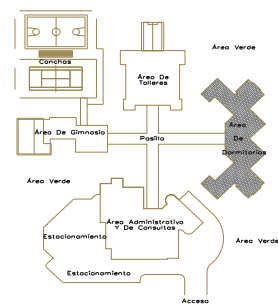 Área Verde
Canchas
Área De
Talleres
Área De Gimnasio
Pasillo
Área
De
Dormitorios
Área Verde
Área Administrativo
Y De Consultas
Estacionamiento
Área Verde
Estacionamiento
Acceso